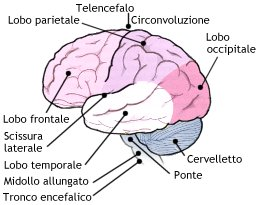 Telencefalo
Lobo parietale
Circonvoluzione
Lobo
occipitale
Lobo frontale
Scissura
laterale
Lobo temporale
Cervelletto
Midollo allungato
Ponte
Tronco encefalico